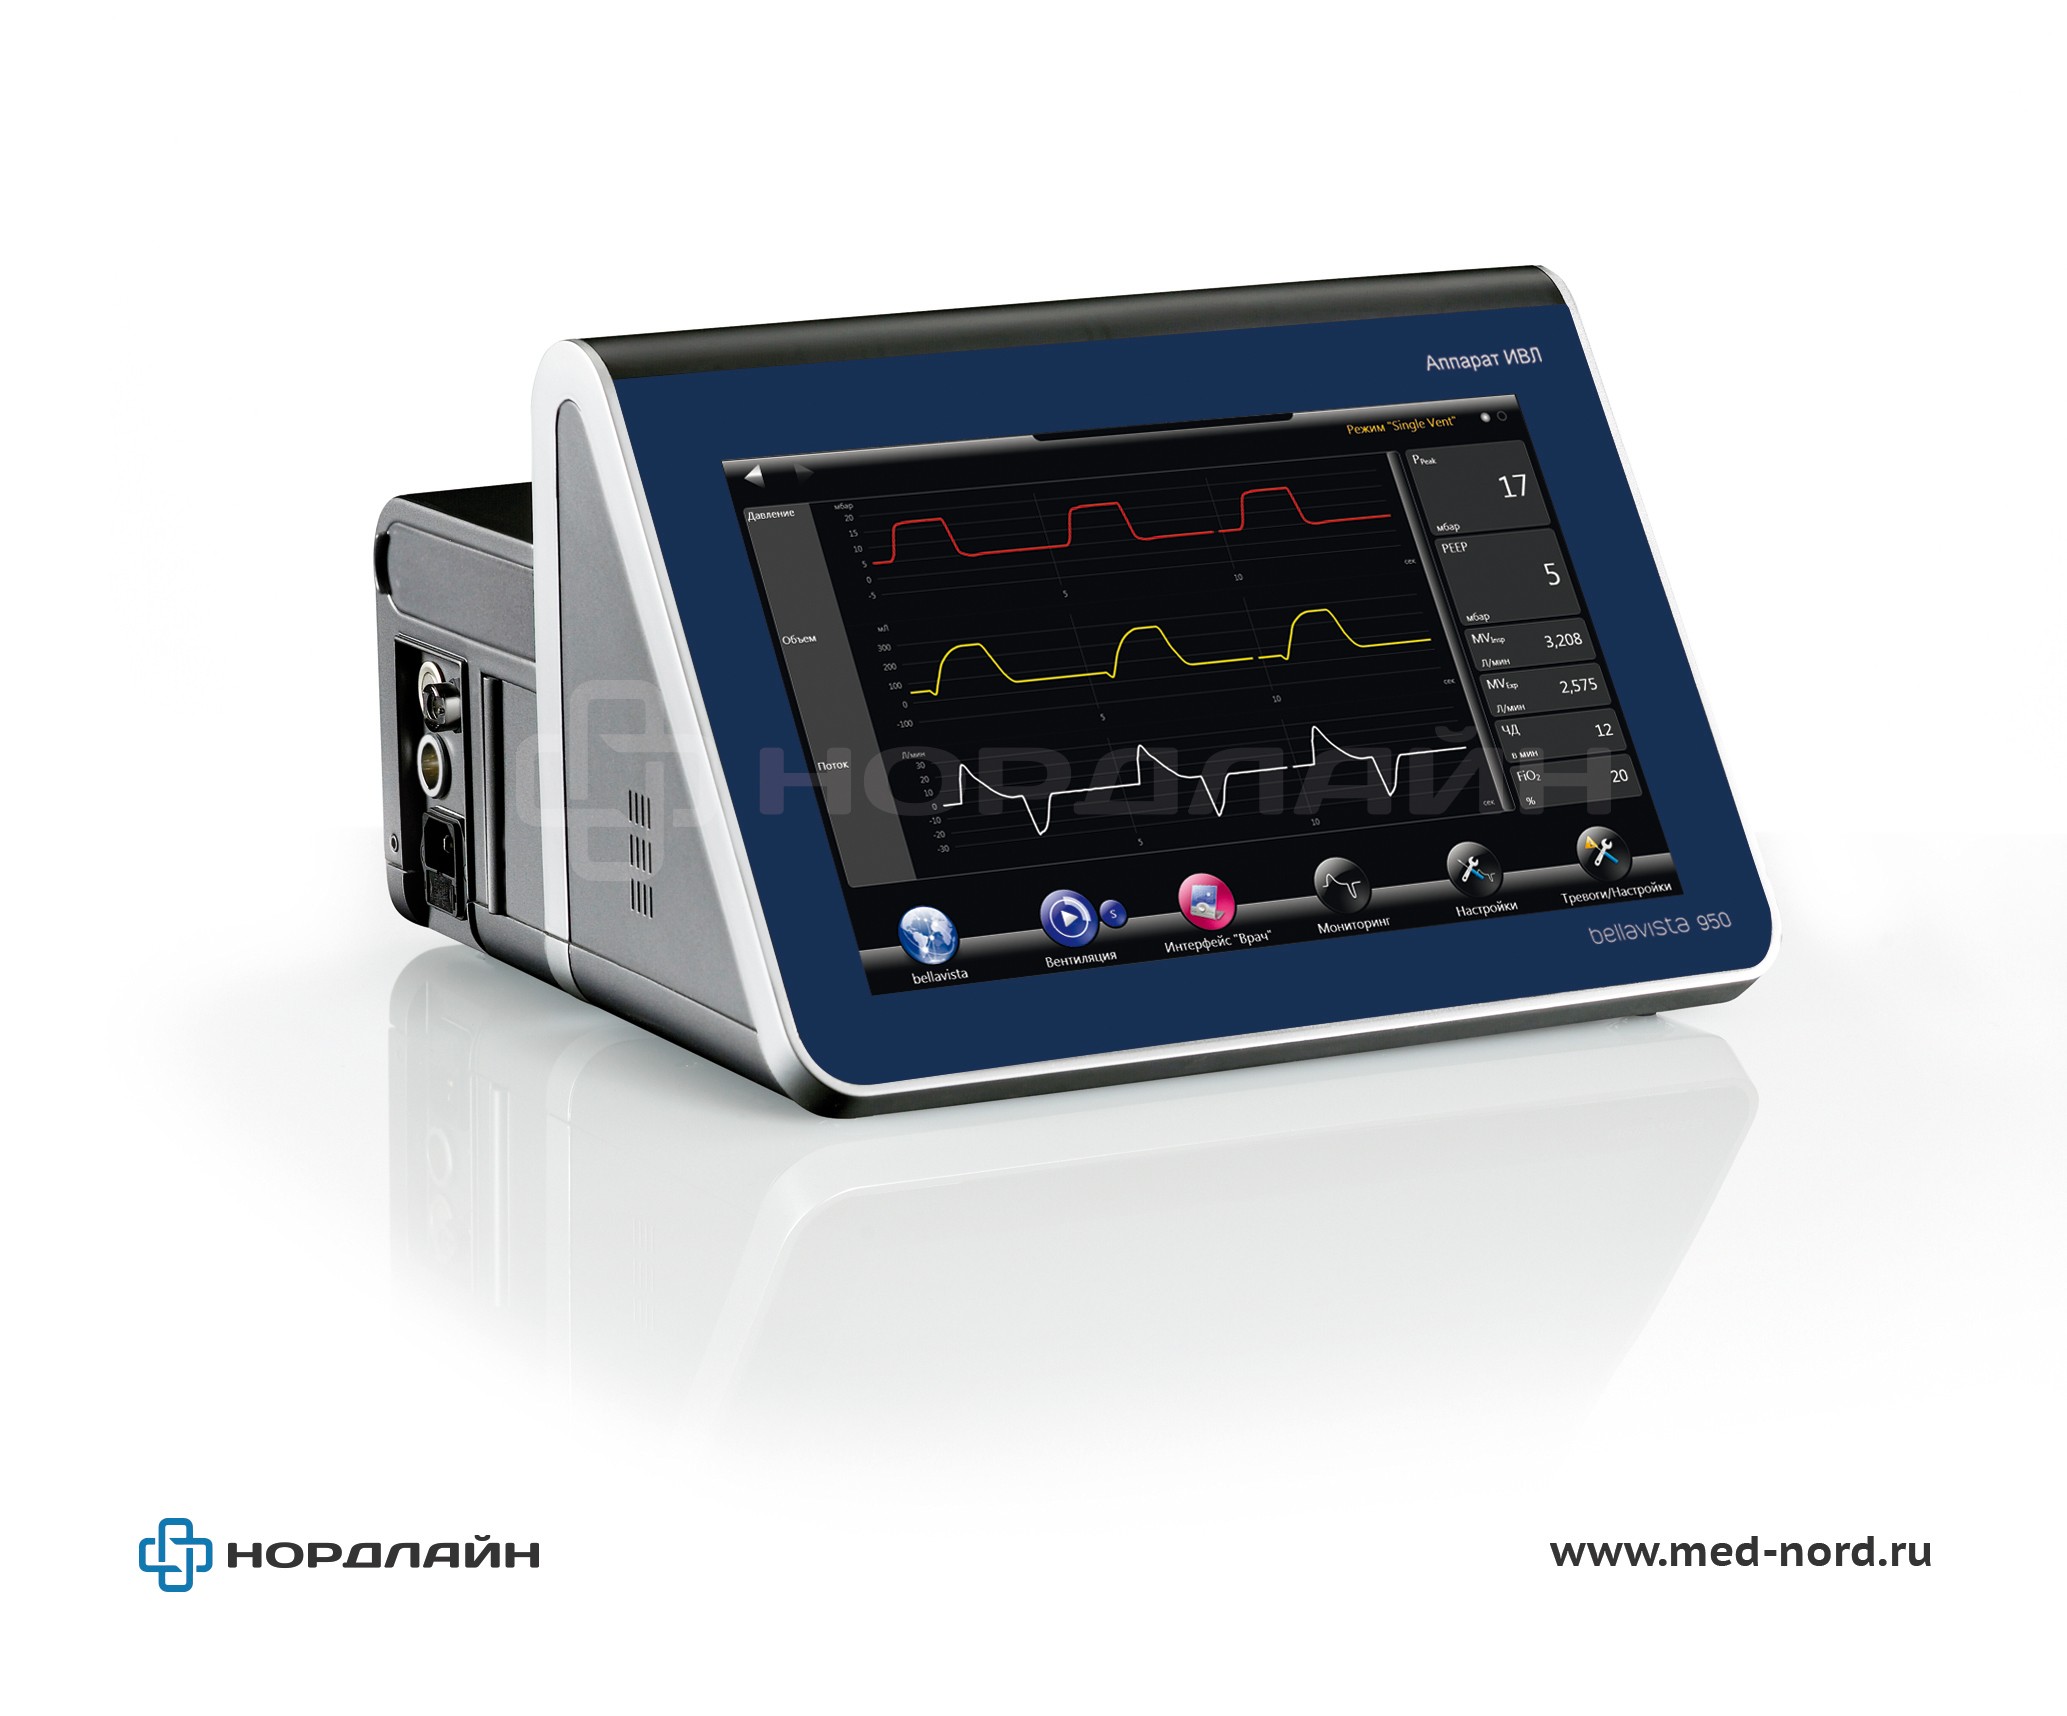 Аппарат ИВЛ
Режим "Single Vent"
Давление
мбар
20
15
10
5
0
-5
5
10
сек
Объем
мЛ
300
200
100
0
-100
5
10
сек
Поток
Л/мин
30
20
10
0
-10
-20
-30
5
10
сек
PPeak
17
мбар
PEEP
5
мбар
MVInsp
3,208
Л/мин
MVExp
2,575
Л/мин
ЧД
12
в мин
FiO2
20
%
bellavista
S
Вентиляция
Интерфейс "Врач"
Мониторинг
Настройки
Тревоги/Настройки
bellavista 950
НОРДЛАЙН
НОРДЛАЙН
www.med-nord.ru